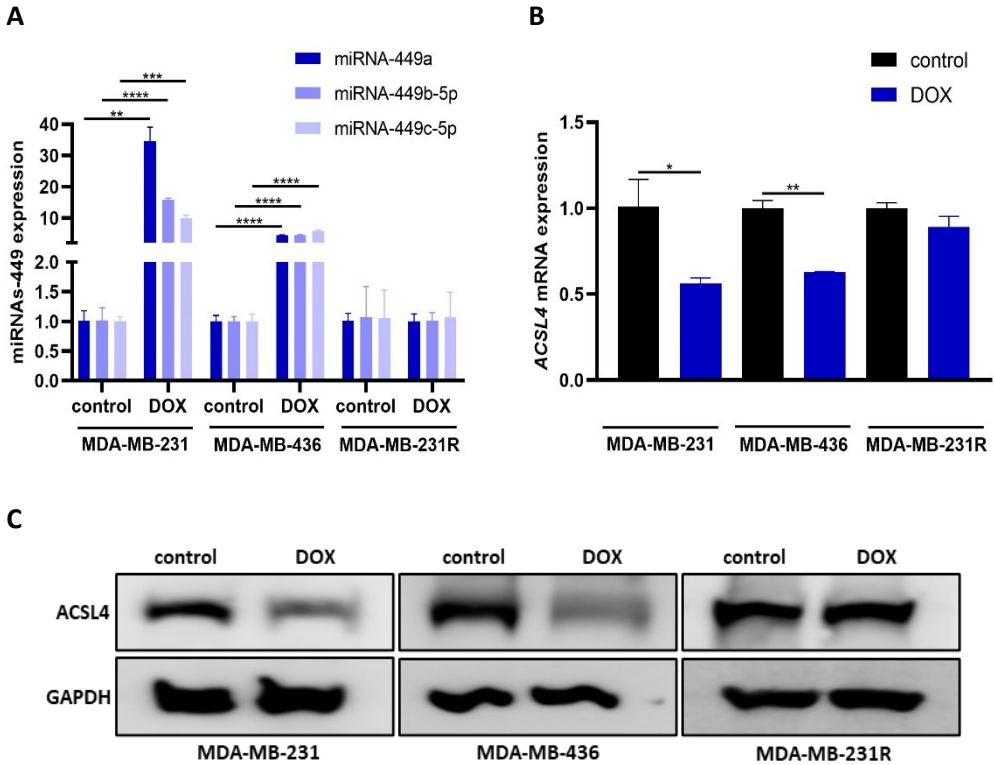 A
miRNA-449a
miRNA-449b-5p
miRNA-449c-5p
***
****
**
****
****
****
miRNAs-449 expression
40
30
20
10
2.0
1.5
1.0
0.5
0.0
control DOX control DOX control DOX
MDA-MB-231 MDA-MB-436 MDA-MB-231R
B
control
DOX
ACSL4 mRNA expression
1.5
1.0
0.5
0.0
*
**
MDA-MB-231 MDA-MB-436 MDA-MB-231R
C
control DOX control DOX control DOX
ACSL4
GAPDH
MDA-MB-231 MDA-MB-436 MDA-MB-231R